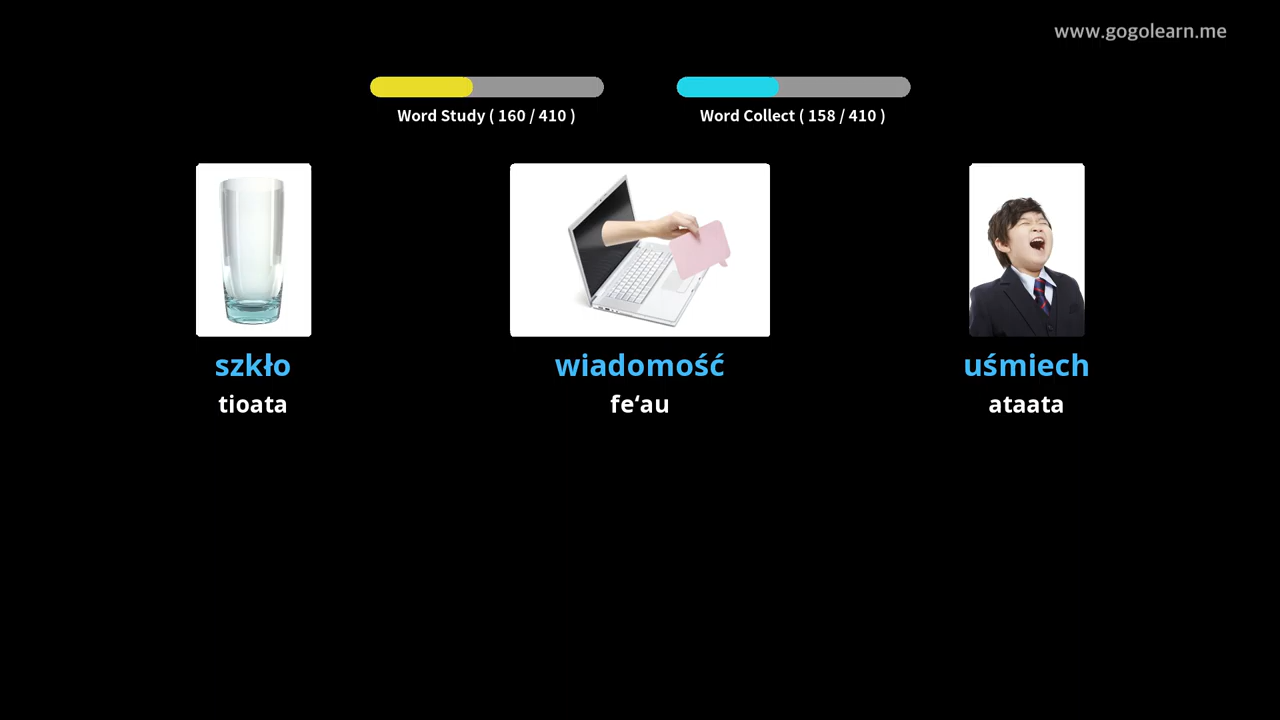 www.gogolearn.me
Word Study ( 160 / 410 )
Word Collect ( 158 / 410 )
szkło
tioata
wiadomość
fe‘au
uśmiech
ataata